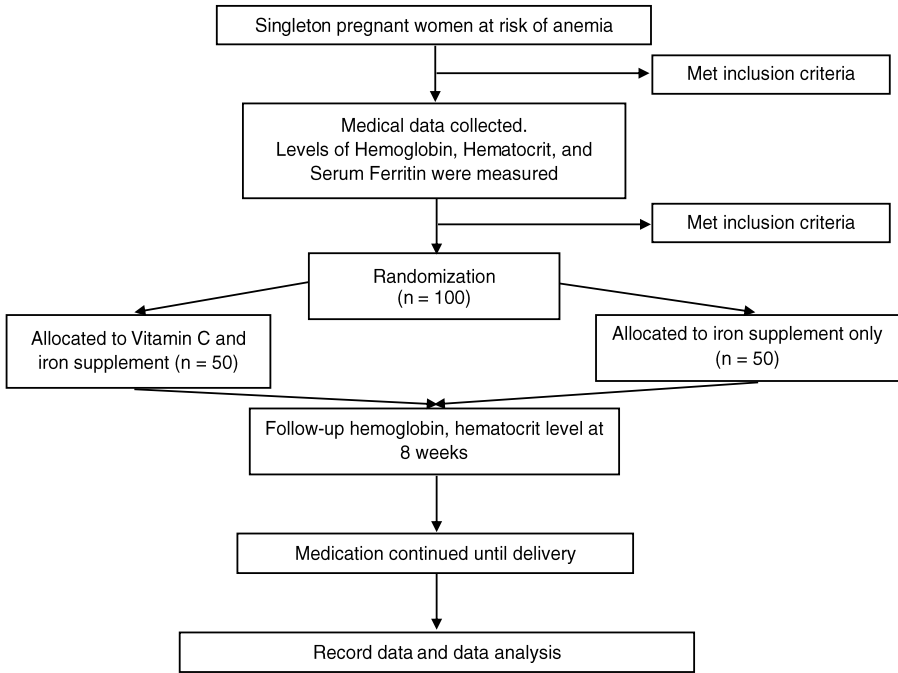 Singleton pregnant women at risk of anemia
Met inclusion criteria
Medical data collected.
Levels of Hemoglobin, Hematocrit, and
Serum Ferritin were measured
Met inclusion criteria
Randomization
(n = 100)
Allocated to Vitamin C and
iron supplement (n = 50)
Allocated to iron supplement only
(n = 50)
Follow-up hemoglobin, hematocrit level at
8 weeks
Medication continued until delivery
Record data and data analysis